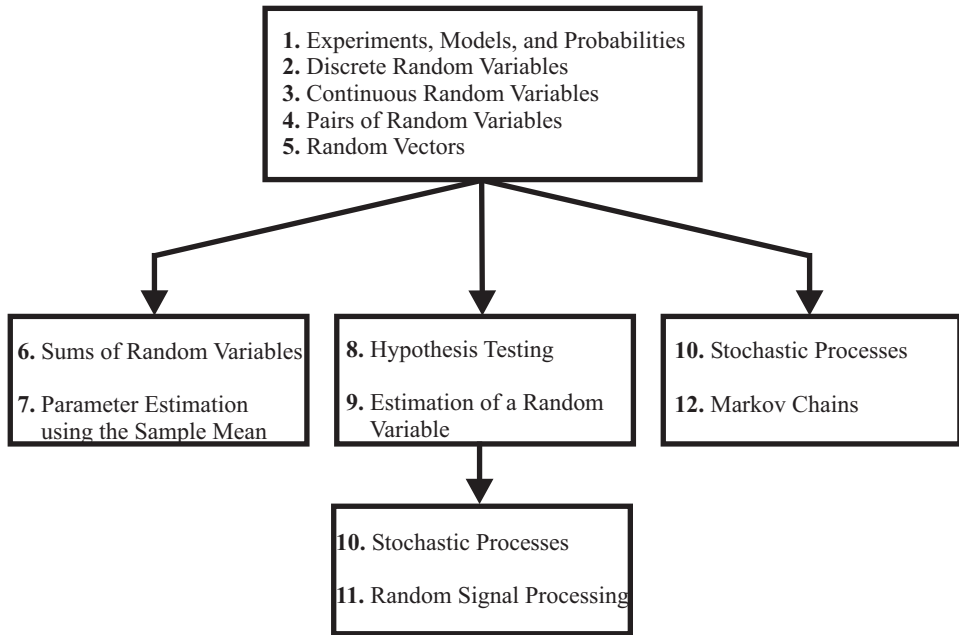 1. Experiments, Models, and Probabilities
2. Discrete Random Variables
3. Continuous Random Variables
4. Pairs of Random Variables
5. Random Vectors
6. Sums of Random Variables
7. Parameter Estimation
using the Sample Mean
8. Hypothesis Testing
9. Estimation of a Random
Variable
10. Stochastic Processes
12. Markov Chains
10. Stochastic Processes
11. Random Signal Processing